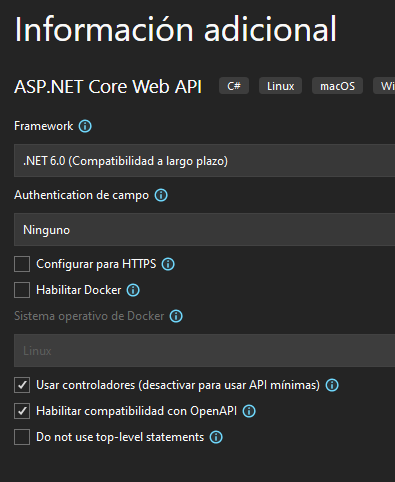 Información adicional
ASP.NET Core Web API C# Linux macOS Wi
Framework
.NET 6.0 (Compatibilidad a largo plazo)
Authentication de campo
Ninguno
Configurar para HTTPS
Habilitar Docker
Sistema operativo de Docker
Linux
Usar controladores (desactivar para usar API mínimas)
Habilitar compatibilidad con OpenAPI
Do not use top-level statements